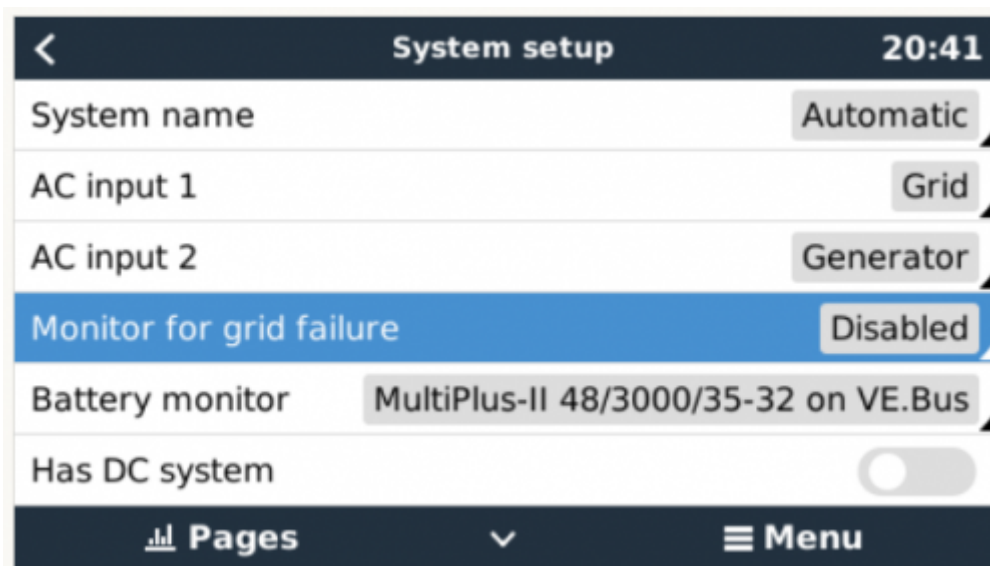 System setup 20:41
System name Automatic
AC input 1 Grid
AC input 2 Generator
Monitor for grid failure Disabled
Battery monitor MultiPlus-II 48/3000/35-32 on VE.Bus
Has DC system
Pages Menu